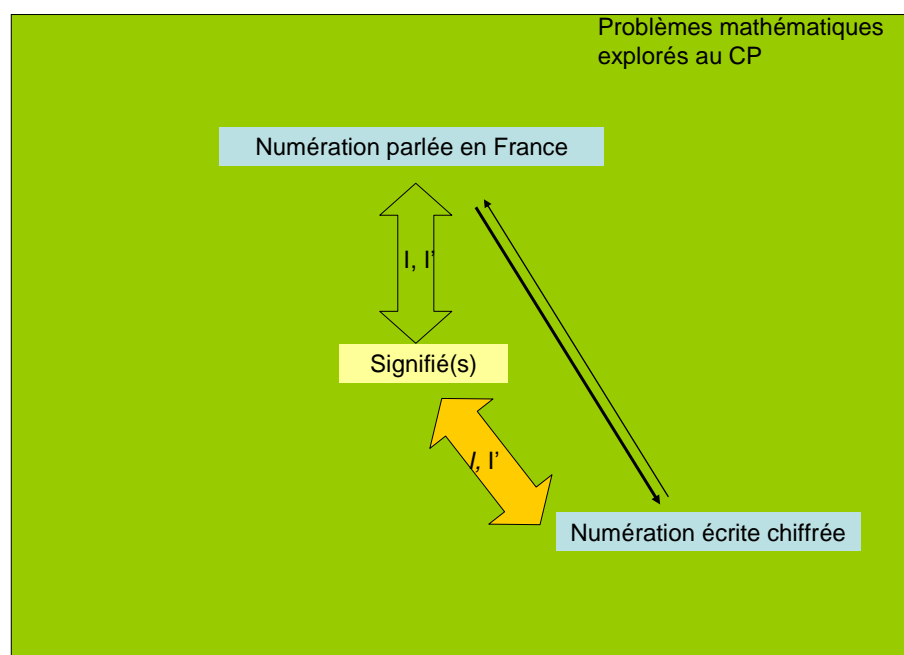 Problèmes mathématiques
explorés au CP
Numération parlée en France
I, I’
Signifié(s)
I, I’
Numération écrite chiffrée